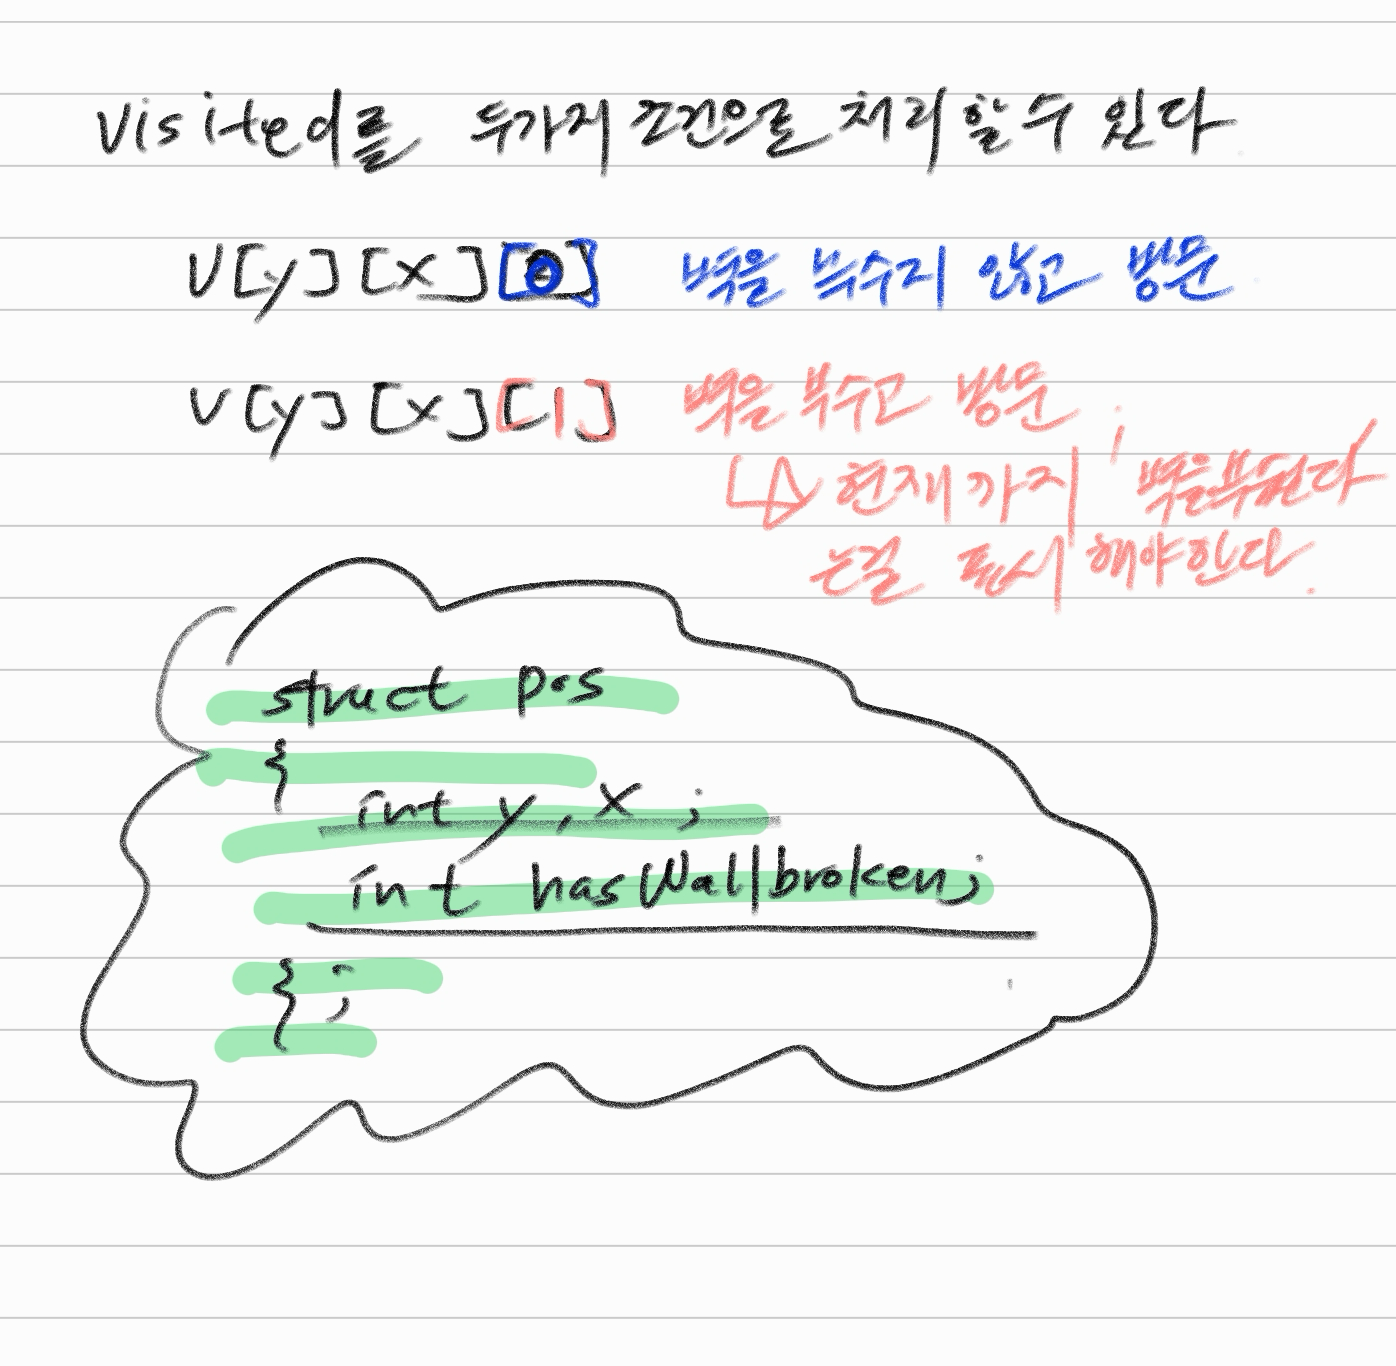 visited를 두가지 조건으로 처리할 수 있다
V[y][x][0] 벽을 부수지 않고 방문
V[y][x][1] 벽을 부수고 방문
↳ 현재까지 벽을 부쉈다
는걸 표시해야한다.
struct pos
{
int y, x ;
int hasWallbroken;
{ ;